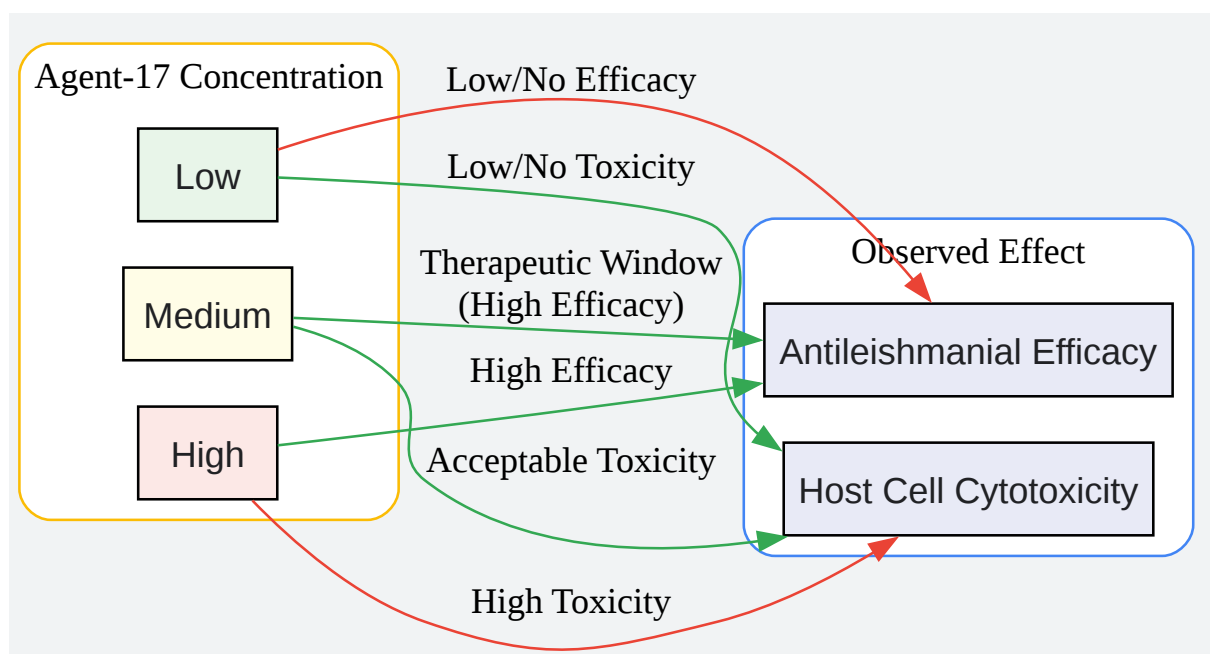 Agent-17 Concentration
Low
Medium
High
Low/No Efficacy
Low/No Toxicity
Therapeutic Window
(High Efficacy)
High Efficacy
Acceptable Toxicity
High Toxicity
Observed Effect
Antileishmanial Efficacy
Host Cell Cytotoxicity